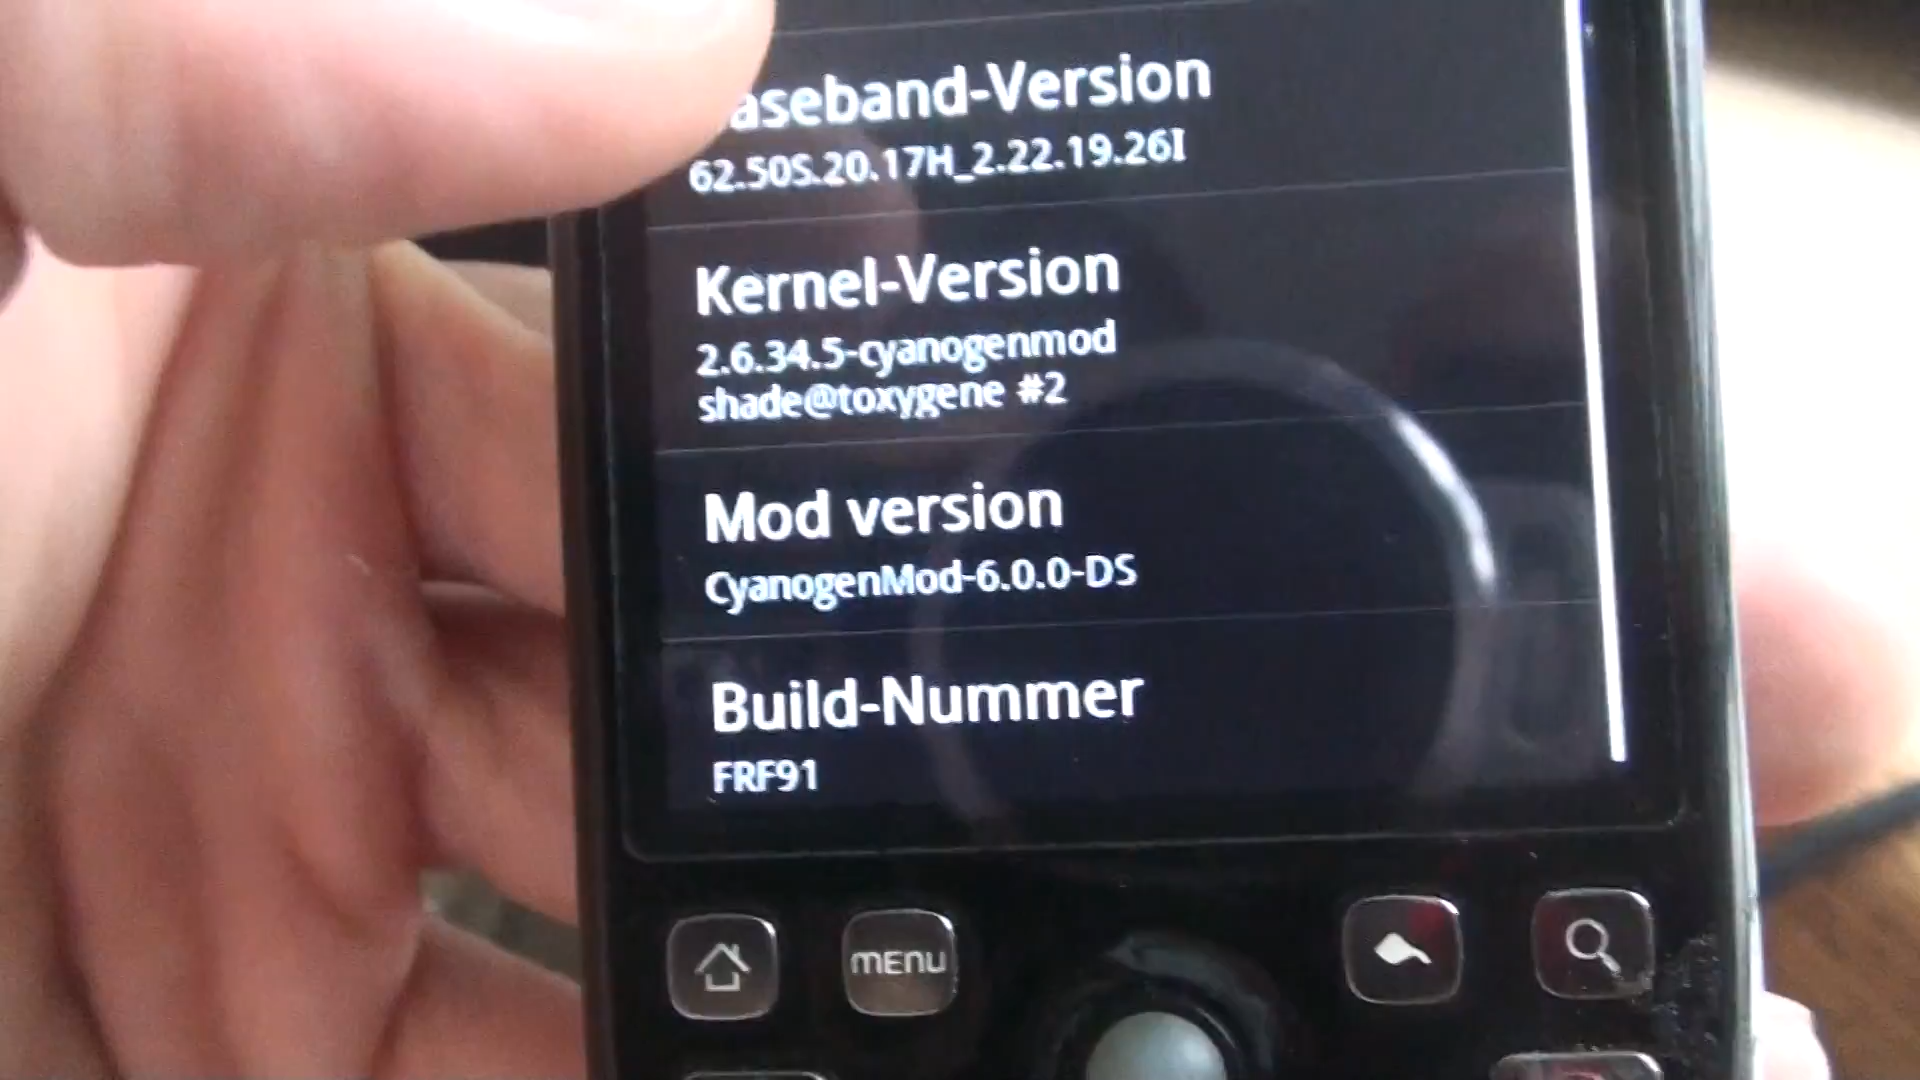 aseband-Version
62.50S.20.17H_2.22.19.26I
Kernel-Version
2.6.34.5-cyanogenmod
shade@toxygene #2
Mod version
CyanogenMod-6.0.0-DS
Build-Nummer
FRF91
MENU